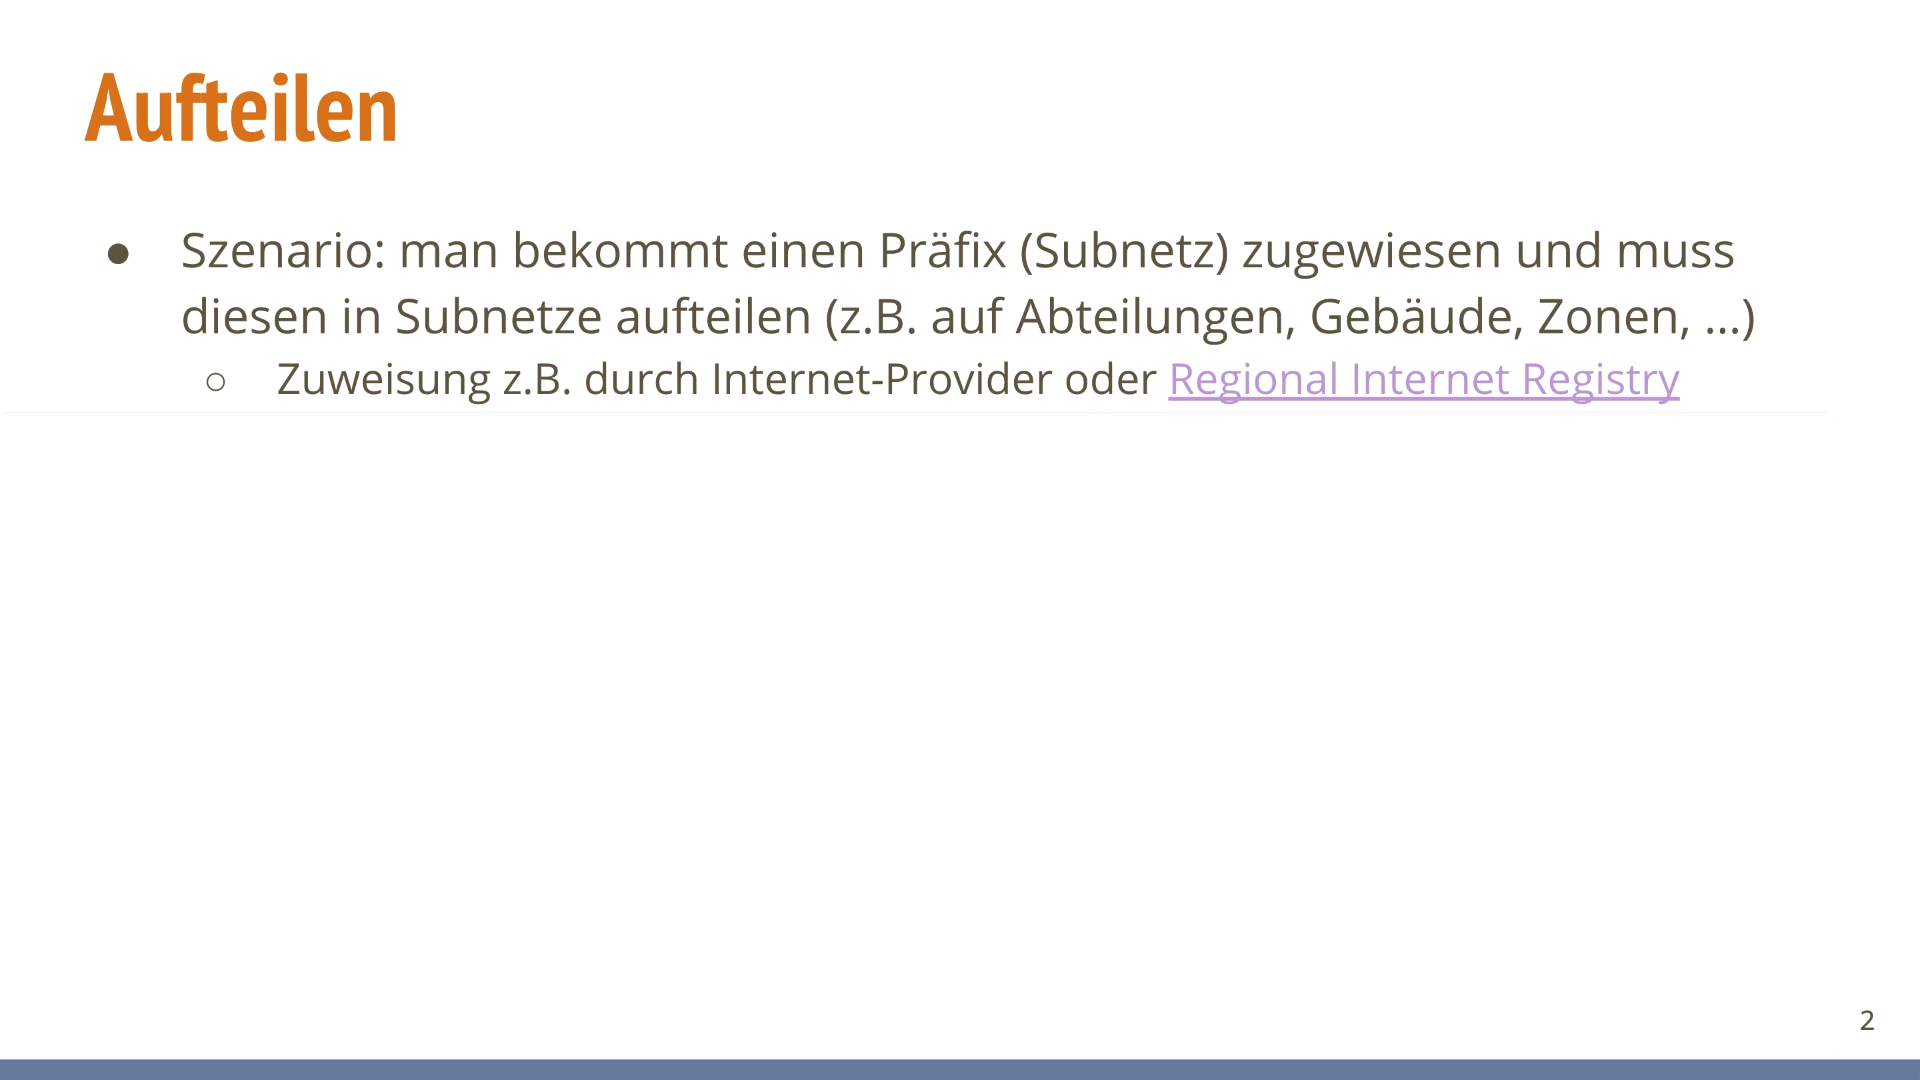 Aufteilen
● Szenario: man bekommt einen Präfix (Subnetz) zugewiesen und muss
diesen in Subnetze aufteilen (z.B. auf Abteilungen, Gebäude, Zonen, ...)
○ Zuweisung z.B. durch Internet-Provider oder Regional Internet Registry
2